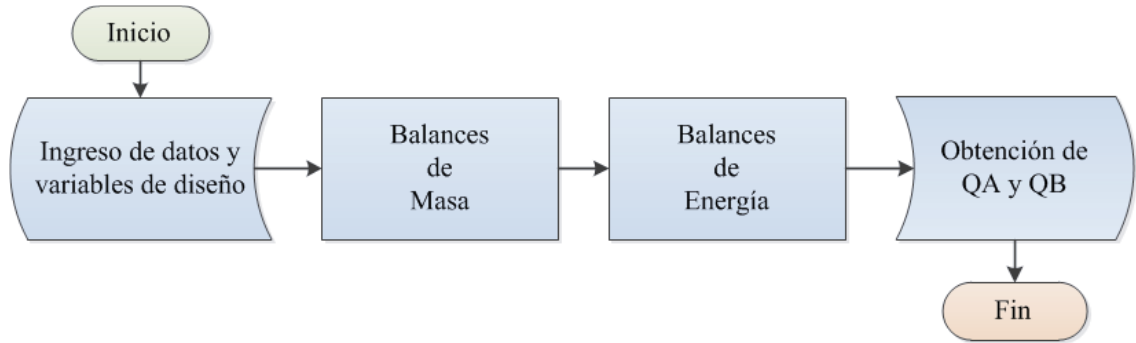 Inicio
Ingreso de datos y
variables de diseño
Balances
de
Masa
Balances
de
Energía
Obtención de
QA y QB
Fin